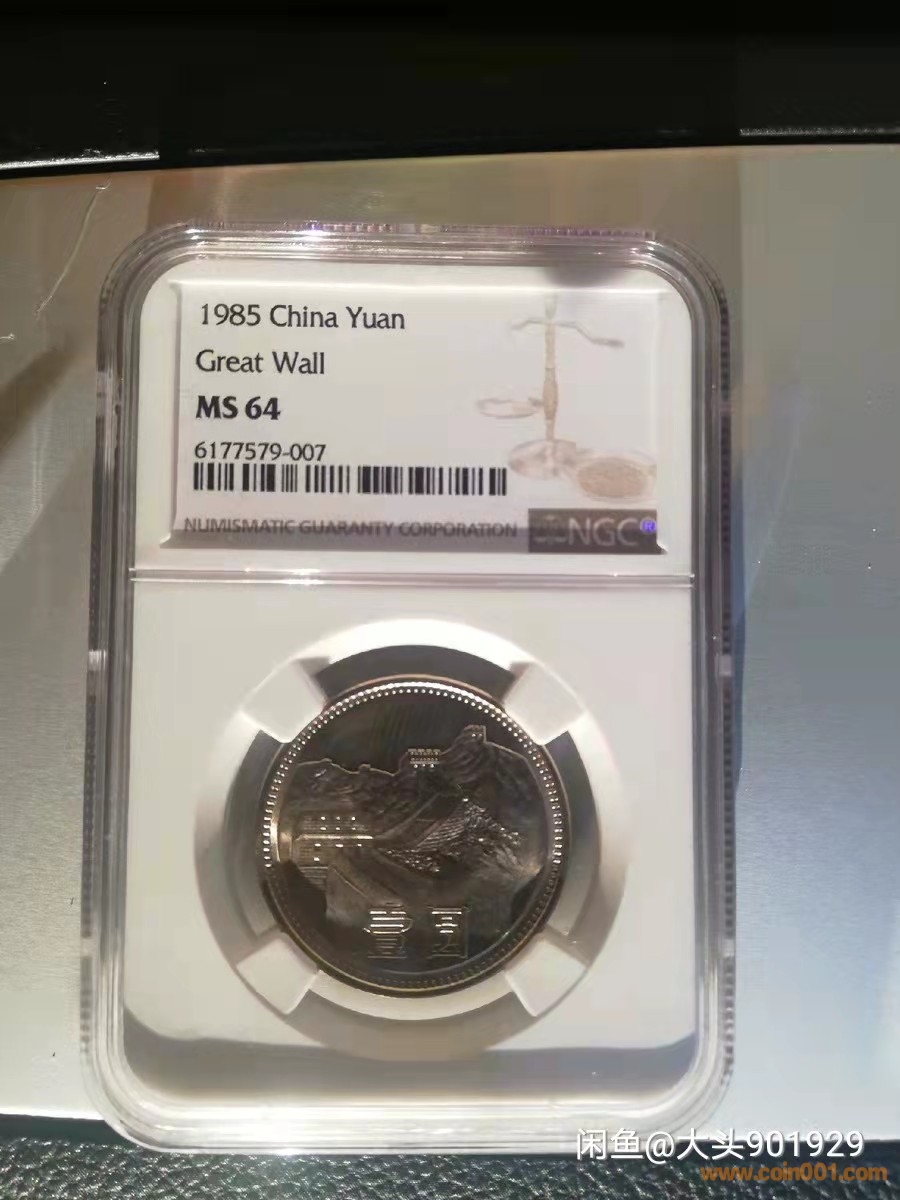 1985 China Yuan
Great Wall
MS 64
6177579-007
NUMISMATIC GUARANTY CORPORATION NGC®
壹圆
闲鱼@大头901929
www.coin001.com